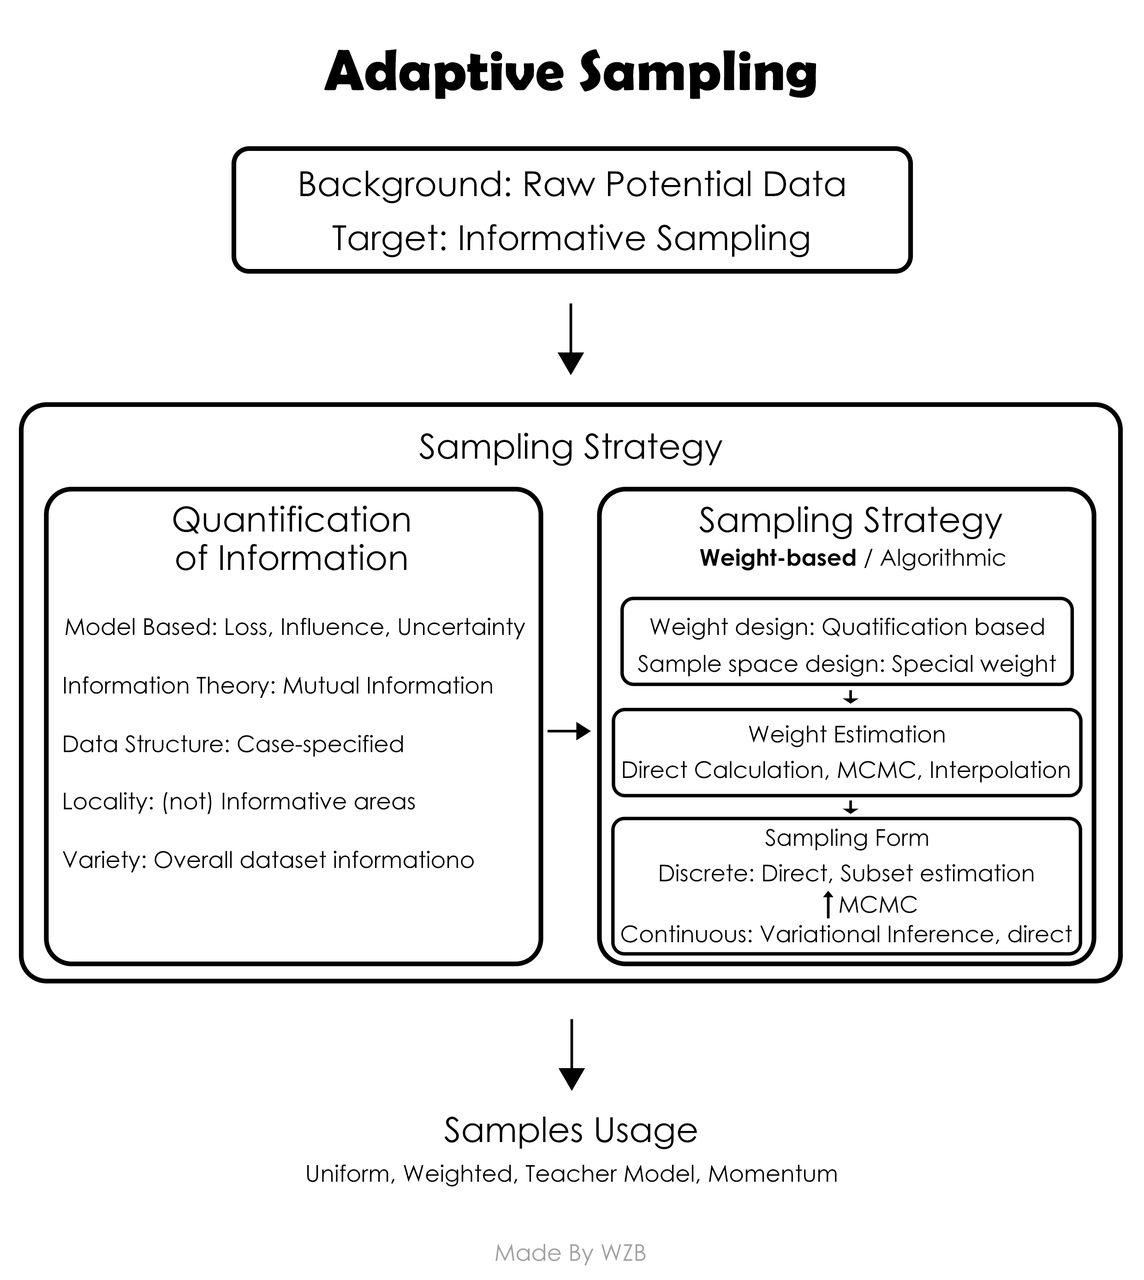 Adaptive Sampling
Background: Raw Potential Data
Target: Informative Sampling
Sampling Strategy
Quantification
of Information
Model Based: Loss, Influence, Uncertainty
Information Theory: Mutual Information
Data Structure: Case-specified
Locality: (not) Informative areas
Variety: Overall dataset informationo
Sampling Strategy
Weight-based / Algorithmic
Weight design: Quatification based
Sample space design: Special weight
Weight Estimation
Direct Calculation, MCMC, Interpolation
Sampling Form
Discrete: Direct, Subset estimation
MCMC
Continuous: Variational Inference, direct
Samples Usage
Uniform, Weighted, Teacher Model, Momentum
Made By WZB